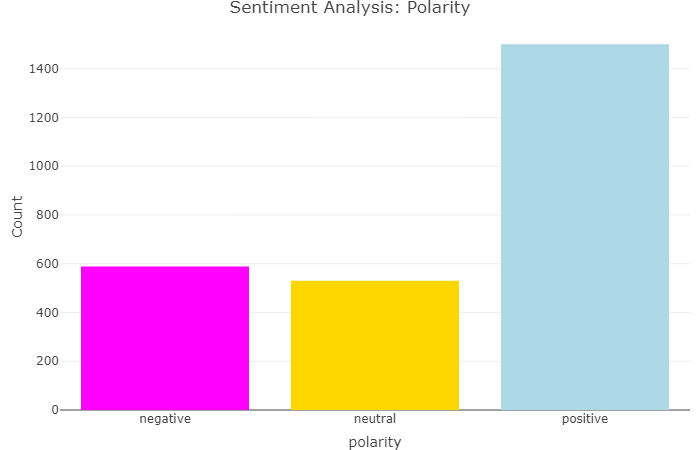 Sentiment Analysis: Polarity
1400
1200
1000
800
600
400
200
0
Count
negative neutral positive
polarity